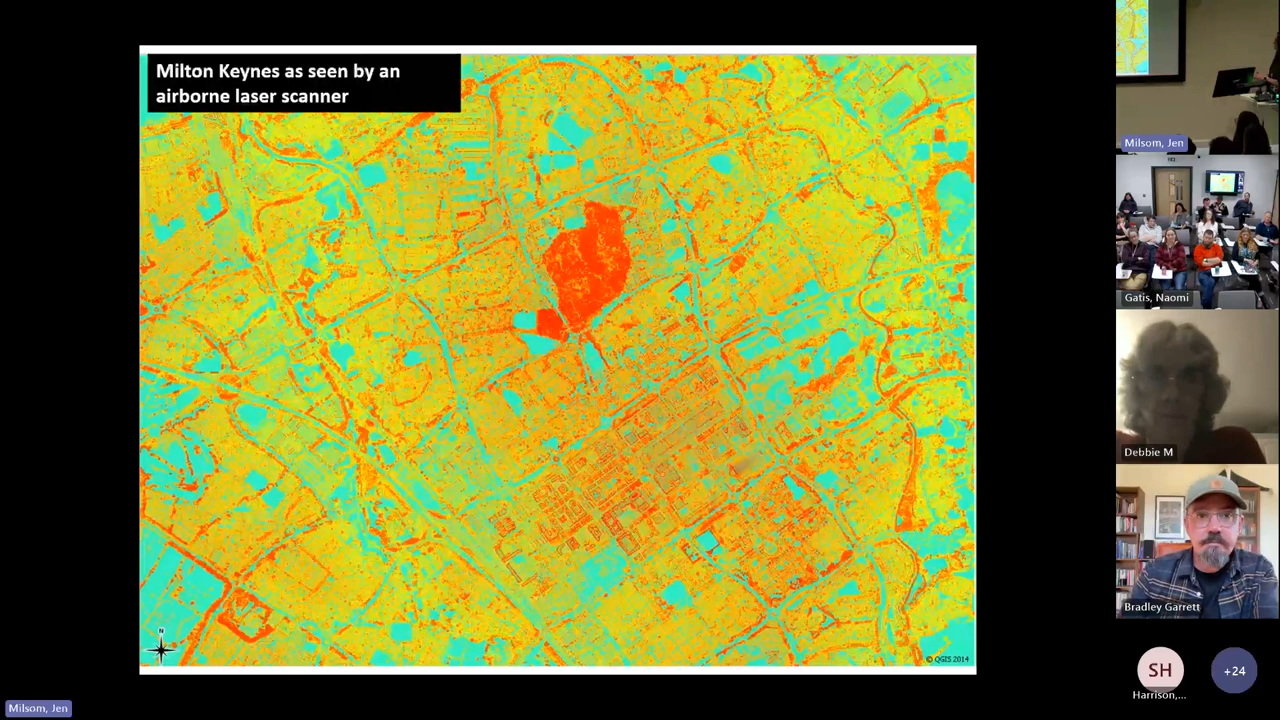 Milton Keynes as seen by an
airborne laser scanner
N
© QGIS 2014
Milsom, Jen
Milsom, Jen
Gatis, Naomi
Debbie M
Bradley Garrett
SH
Harrison,...
+24